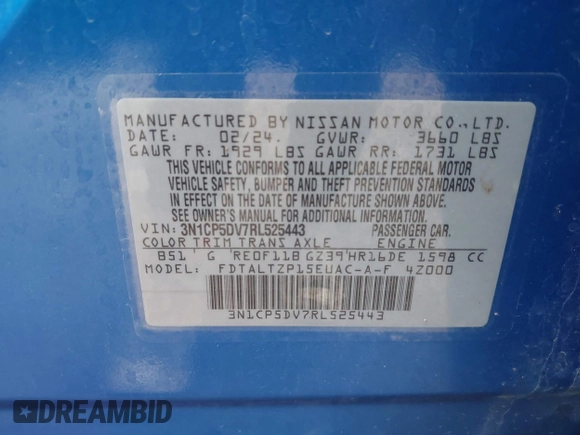 MANUFACTURED BY NISSAN MOTOR CO., LTD.
DATE: 02/24 GVWR: 3660 LBS
GAWR FR: 1929 LBS GAWR RR: 1731 LBS
THIS VEHICLE CONFORMS TO ALL APPLICABLE FEDERAL MOTOR
VEHICLE SAFETY, BUMPER AND THEFT PREVENTION STANDARDS
IN EFFECT ON THE DATE OF MANUFACTURE SHOWN ABOVE.
SEE OWNER'S MANUAL FOR ADDITIONAL INFORMATION.
VIN: 3N1CP5DV7RL525443 PASSENGER CAR.
COLOR TRIM TRANS AXLE ENGINE
B51 G RE0F11B GZ39 HR16DE 1598 CC
MODEL: FDTALTZP15EUAC-A-F 4Z000
3N1CP5DV7RL525443
DREAMBID